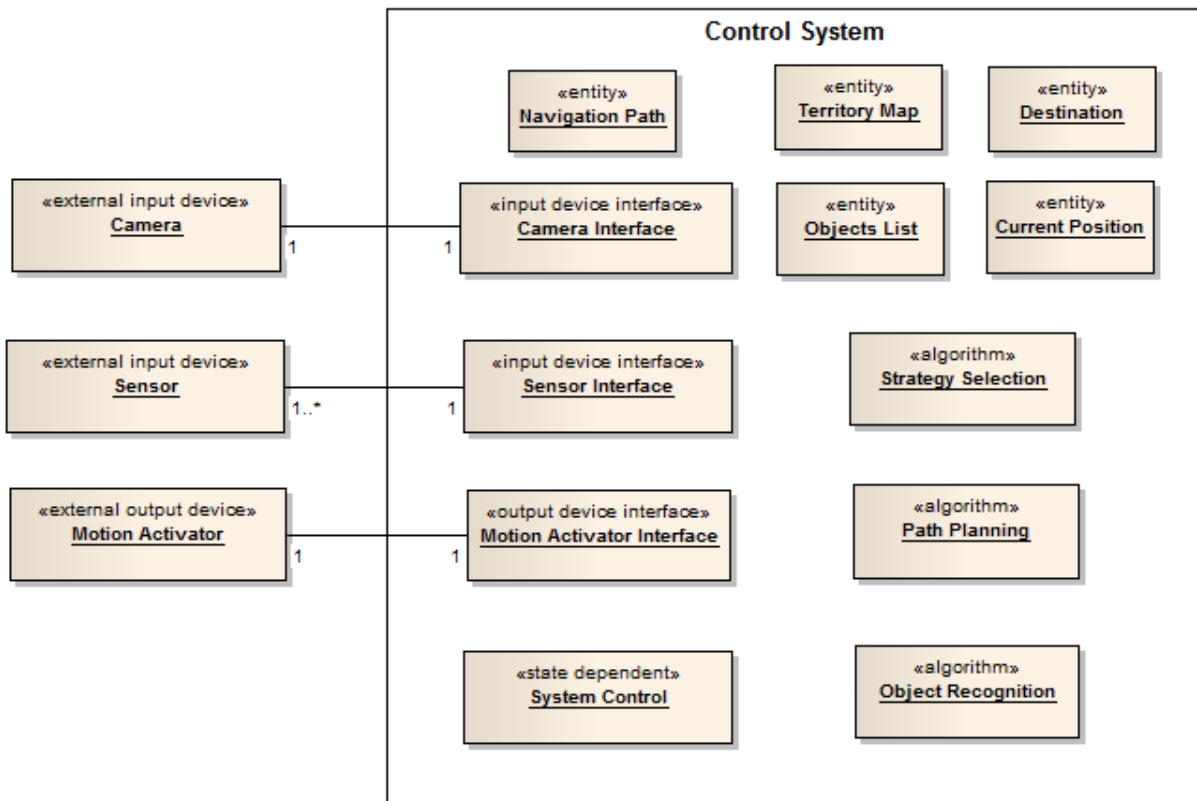 Control System
«entity»
Navigation Path
«entity»
Territory Map
«entity»
Destination
«external input device»
Camera
1
1
«input device interface»
Camera Interface
«entity»
Objects List
«entity»
Current Position
«external input device»
Sensor
1..*
1
«input device interface»
Sensor Interface
«algorithm»
Strategy Selection
«external output device»
Motion Activator
1
1
«output device interface»
Motion Activator Interface
«algorithm»
Path Planning
«state dependent»
System Control
«algorithm»
Object Recognition